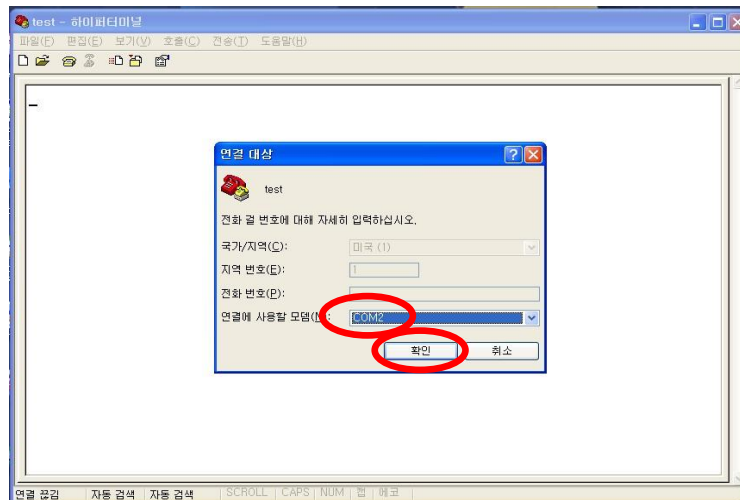 test - 하이퍼터미널
파일(F) 편집(E) 보기(V) 호출(C) 전송(T) 도움말(H)
연결 대상
test
전화 걸 번호에 대해 자세히 입력하십시오.
국가/지역(C): 미국 (1)
지역 번호(E): 1
전화 번호(P):
연결에 사용할 모뎀(N): COM2
확인 취소
연결 끊김 자동 검색 자동 검색 SCROLL CAPS NUM 캡 에코